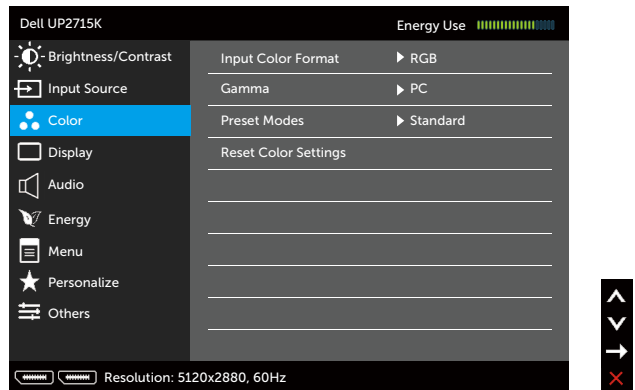 Dell UP2715K
Energy Use
Brightness/Contrast
Input Source
Color
Display
Audio
Energy
Menu
Personalize
Others
Input Color Format RGB
Gamma PC
Preset Modes Standard
Reset Color Settings
Resolution: 5120x2880, 60Hz